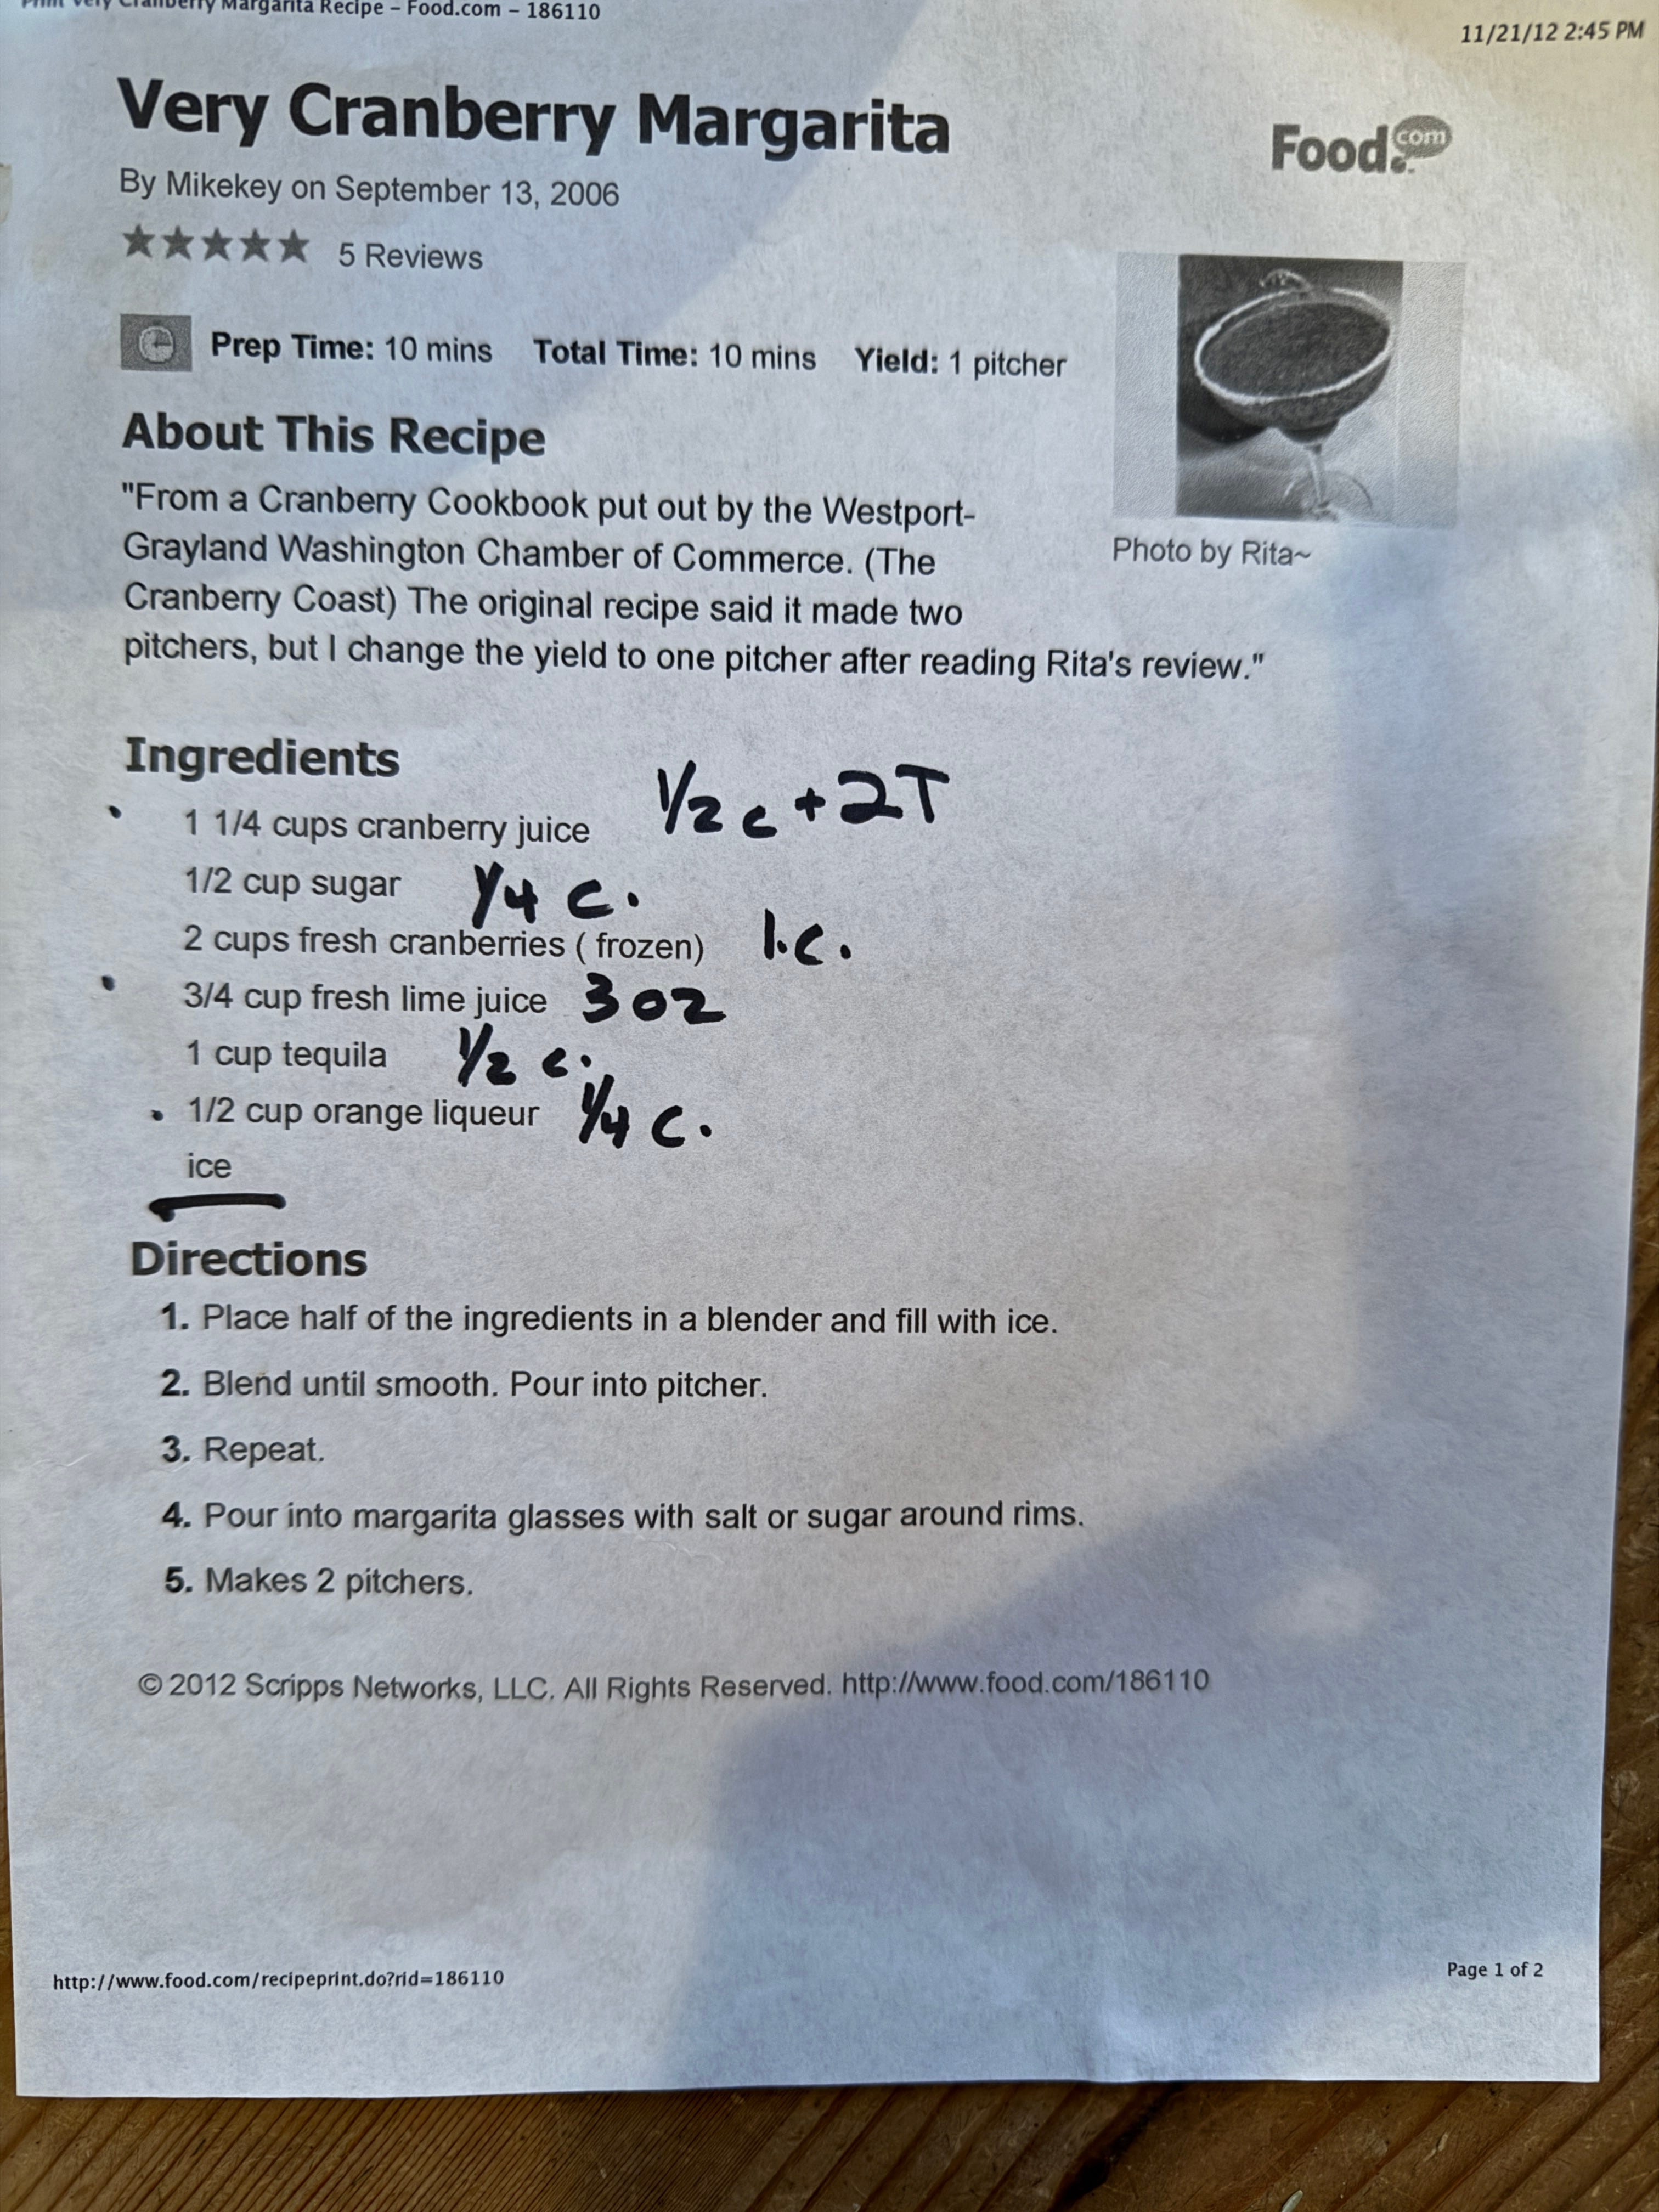 Print Very Cranberry Margarita Recipe – Food.com – 186110
11/21/12 2:45 PM
Very Cranberry Margarita
Food.com
By Mikekey on September 13, 2006
★★★★★ 5 Reviews
Prep Time: 10 mins Total Time: 10 mins Yield: 1 pitcher
About This Recipe
"From a Cranberry Cookbook put out by the Westport-
Grayland Washington Chamber of Commerce. (The
Cranberry Coast) The original recipe said it made two
pitchers, but I change the yield to one pitcher after reading Rita's review."
Photo by Rita~
Ingredients
1 1/4 cups cranberry juice 1/2 c + 2T
1/2 cup sugar 1/4 c.
2 cups fresh cranberries ( frozen) 1.c.
3/4 cup fresh lime juice 3 oz
1 cup tequila 1/2 c.
1/2 cup orange liqueur 1/4 c.
ice
Directions
1. Place half of the ingredients in a blender and fill with ice.
2. Blend until smooth. Pour into pitcher.
3. Repeat.
4. Pour into margarita glasses with salt or sugar around rims.
5. Makes 2 pitchers.
© 2012 Scripps Networks, LLC. All Rights Reserved. http://www.food.com/186110
http://www.food.com/recipeprint.do?rid=186110
Page 1 of 2